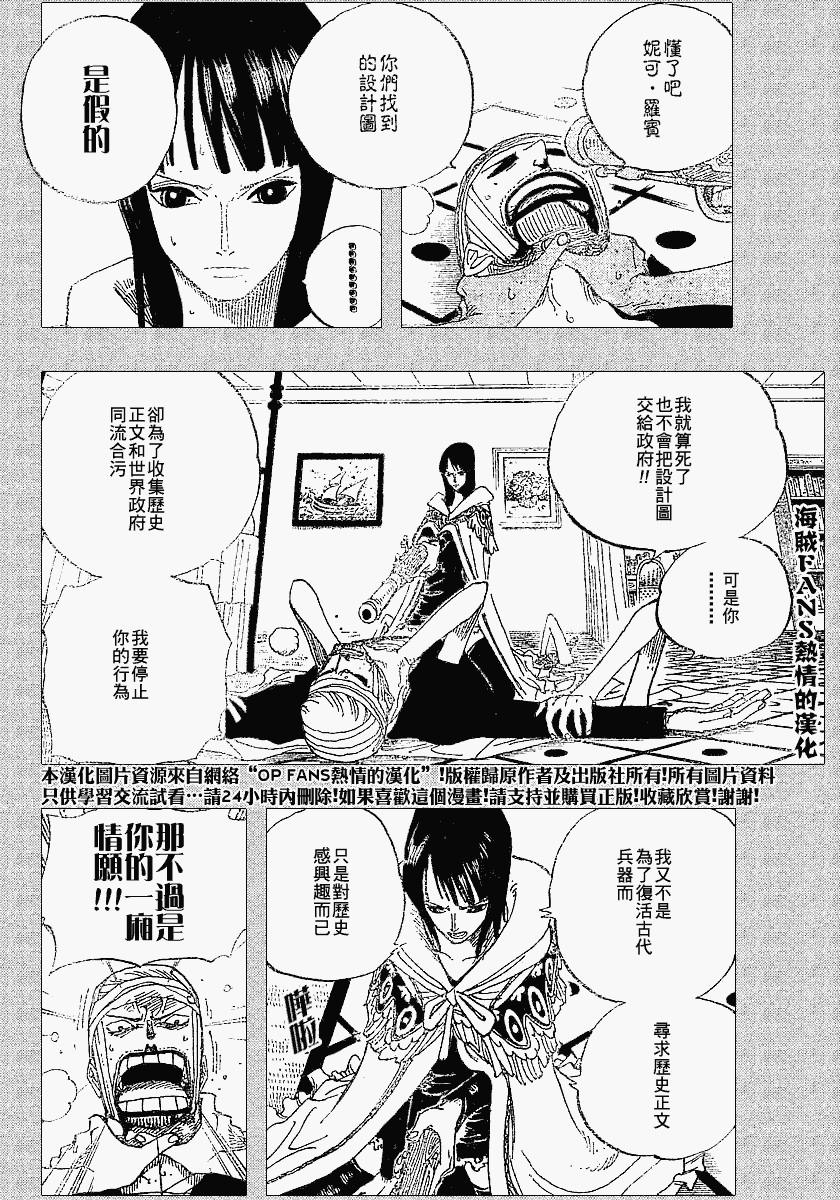 懂了吧
妮可·羅賓
你們找到
的設計圖
是假的
…………
我就算死了
也不會把設計圖
交給政府!!
可是你
………
卻為了收集歷史
正文和世界政府
同流合污
我要停止
你的行為
海賊FANS熱情的漢化
本漢化圖片資源來自網絡“OP FANS熱情的漢化”!版權歸原作者及出版社所有!所有圖片資料
只供學習交流試看…請24小時內刪除!如果喜歡這個漫畫!請支持並購買正版!收藏欣賞!謝謝!
我又不是
為了復活古代
兵器而
尋求歷史正文
只是對歷史
感興趣而已
嘩啦
那不過是
你的一廂
情願!!!